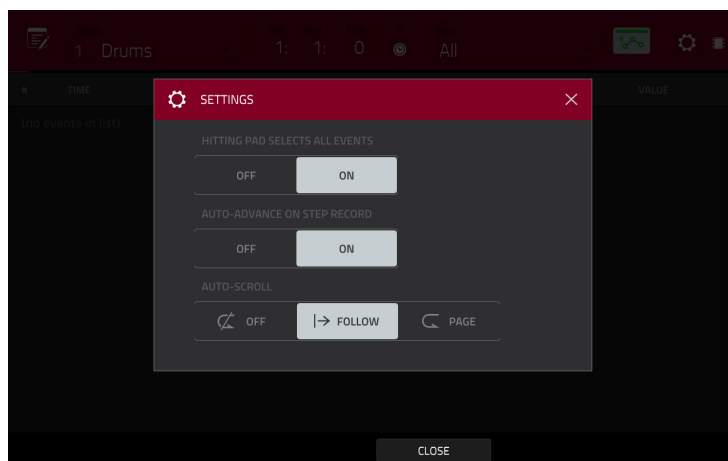 1 Drums 1: 1: 0 All
# TIME VALUE
(no events in list)
SETTINGS
HITTING PAD SELECTS ALL EVENTS
OFF ON
AUTO-ADVANCE ON STEP RECORD
OFF ON
AUTO-SCROLL
OFF FOLLOW PAGE
CLOSE